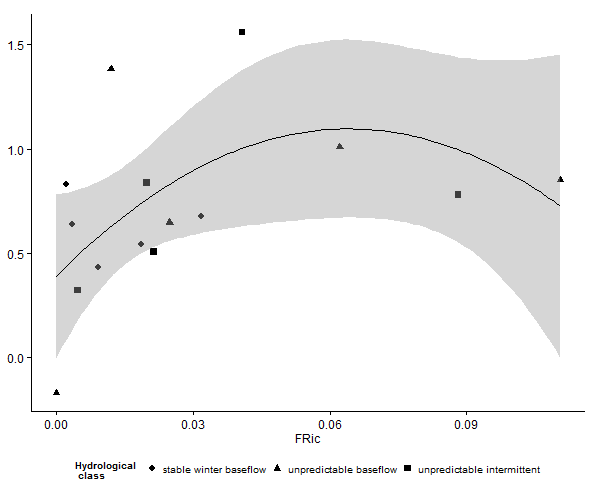 1.5
1.0
0.5
0.0
0.00 0.03 0.06 0.09
FRic
Hydrological
class
stable winter baseflow unpredictable baseflow unpredictable intermittent